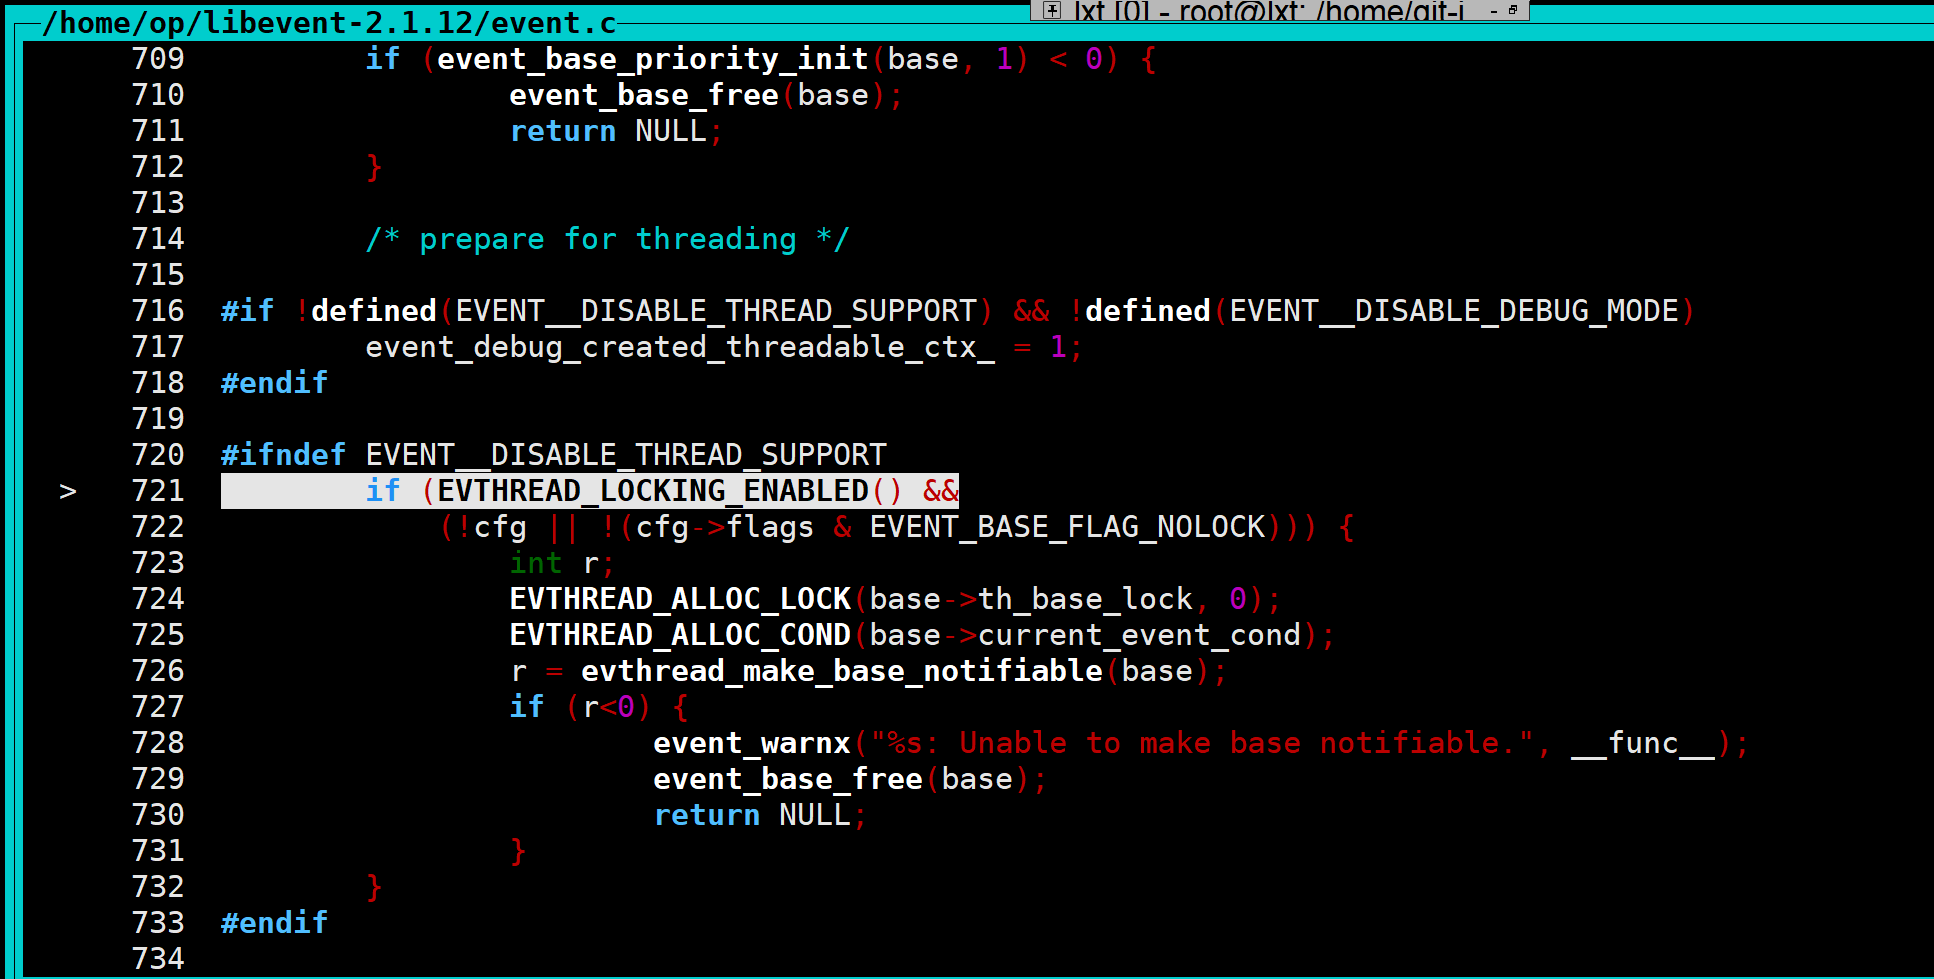 /home/op/libevent-2.1.12/event.c
lxt [0] - root@lxt: /home/git-i
709          if (event_base_priority_init(base, 1) < 0) {
710                  event_base_free(base);
711                  return NULL;
712          }
713
714          /* prepare for threading */
715
716  #if !defined(EVENT__DISABLE_THREAD_SUPPORT) && !defined(EVENT__DISABLE_DEBUG_MODE)
717          event_debug_created_threadable_ctx_ = 1;
718  #endif
719
720  #ifndef EVENT__DISABLE_THREAD_SUPPORT
> 721          if (EVTHREAD_LOCKING_ENABLED() &&
722              (!cfg || !(cfg->flags & EVENT_BASE_FLAG_NOLOCK))) {
723                  int r;
724                  EVTHREAD_ALLOC_LOCK(base->th_base_lock, 0);
725                  EVTHREAD_ALLOC_COND(base->current_event_cond);
726                  r = evthread_make_base_notifiable(base);
727                  if (r<0) {
728                          event_warnx("%s: Unable to make base notifiable.", __func__);
729                          event_base_free(base);
730                          return NULL;
731                  }
732          }
733  #endif
734